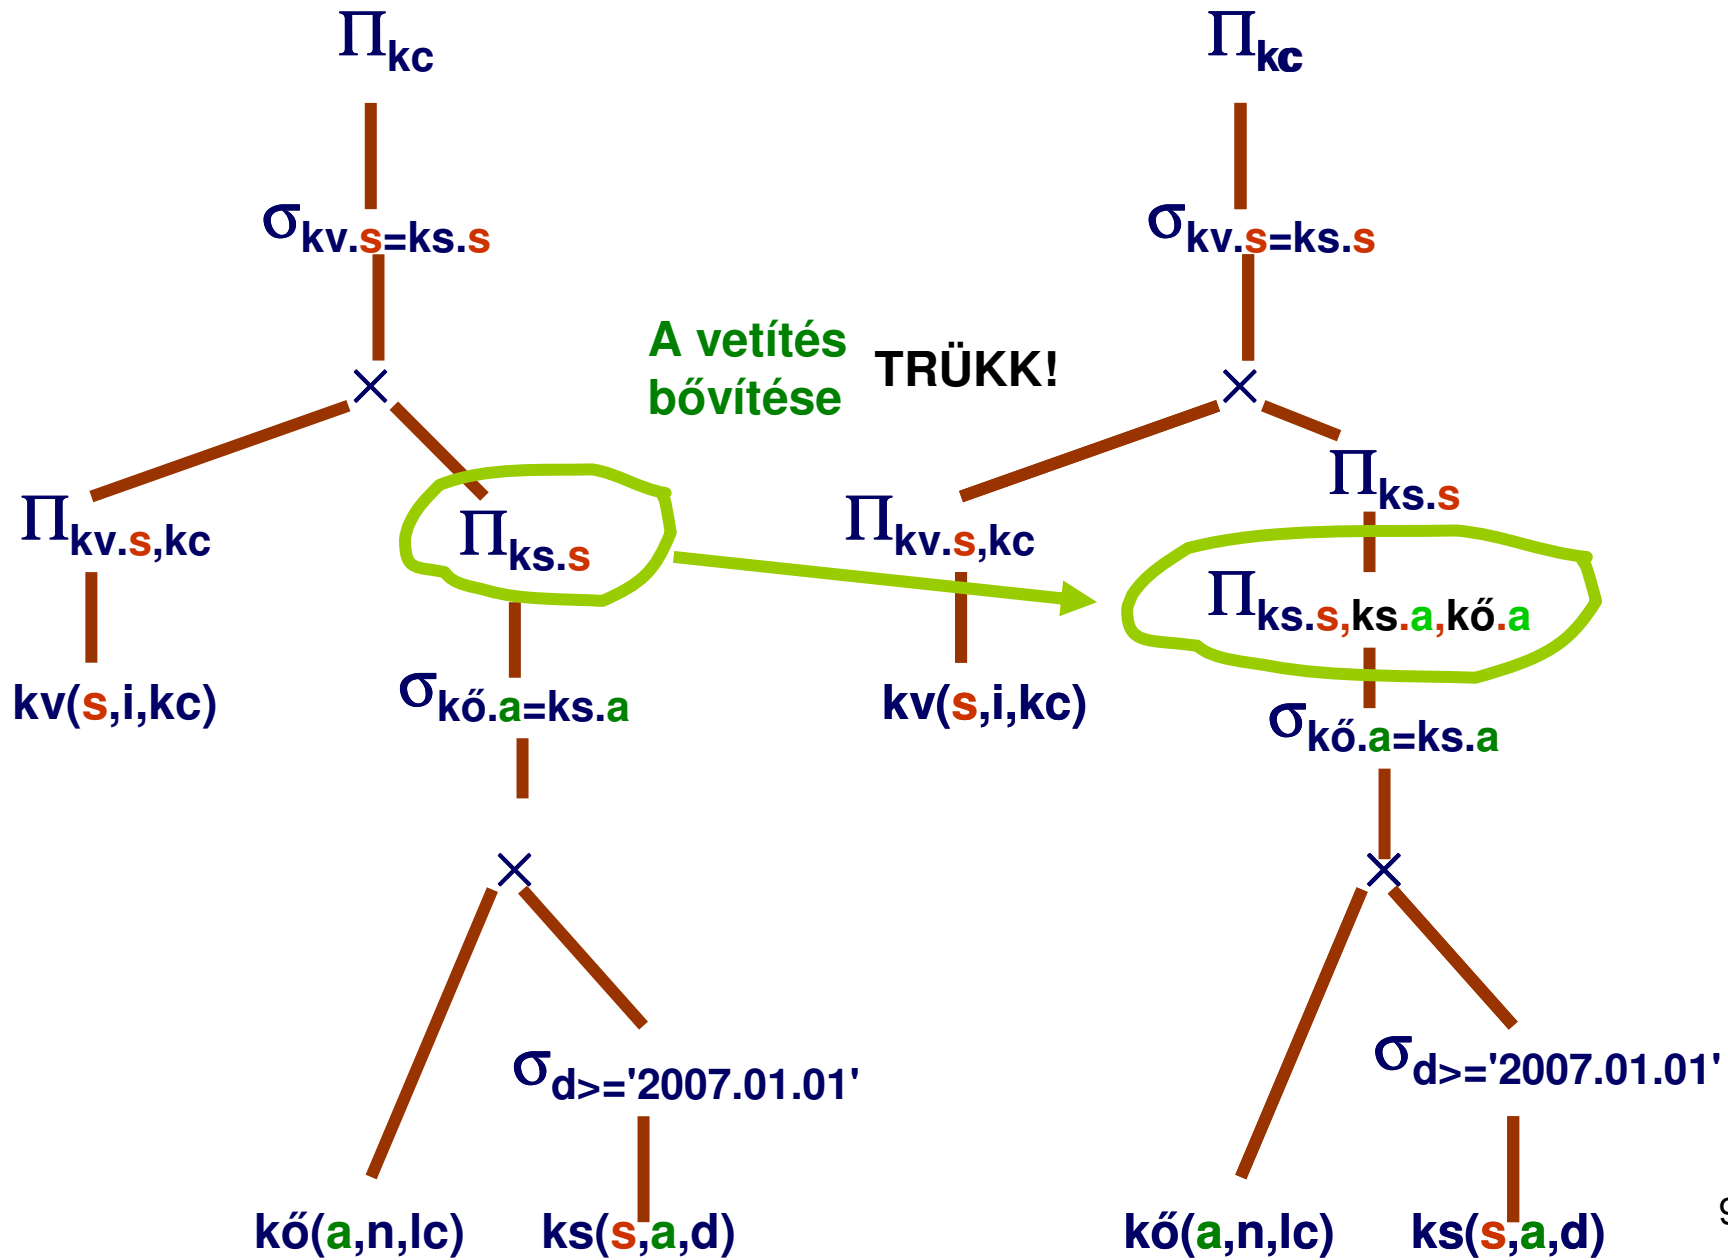 Πkc Πkc
σkv.s=ks.s σkv.s=ks.s
A vetítés
bővítése
TRÜKK!
× ×
Πkv.s,kc Πks.s Πkv.s,kc Πks.s
Πks.s,ks.a,kő.a
kv(s,i,kc) σkő.a=ks.a kv(s,i,kc) σkő.a=ks.a
× ×
σd>='2007.01.01' σd>='2007.01.01'
kő(a,n,lc) ks(s,a,d) kő(a,n,lc) ks(s,a,d)